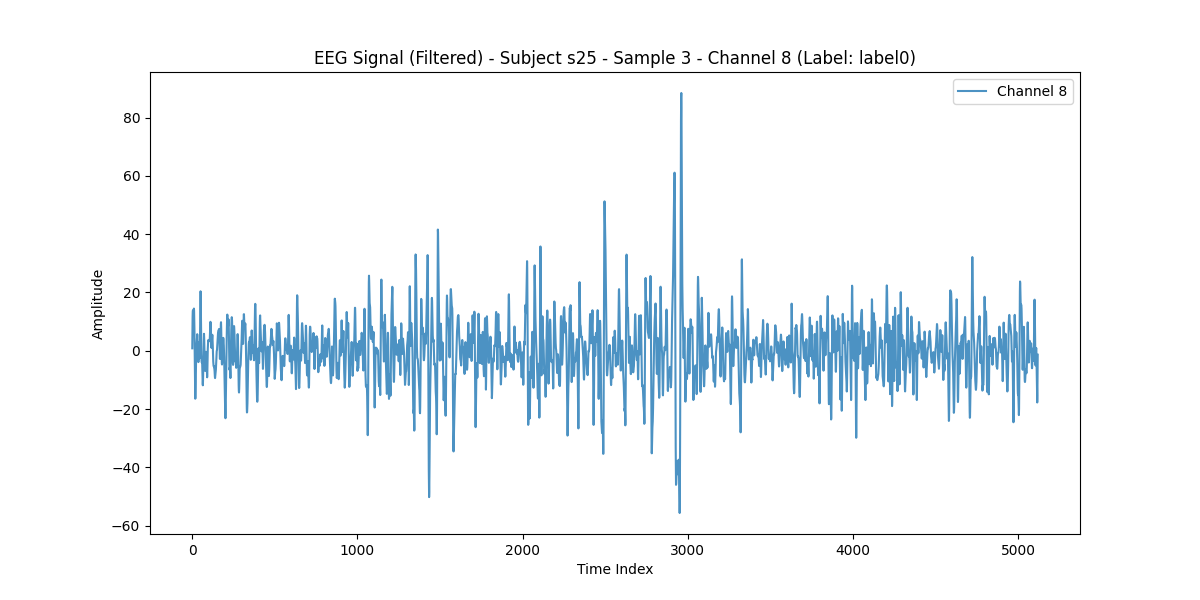 EEG Signal (Filtered) - Subject s25 - Sample 3 - Channel 8 (Label: label0)
Channel 8
80
60
40
20
0
−20
−40
−60
Amplitude
0 1000 2000 3000 4000 5000
Time Index